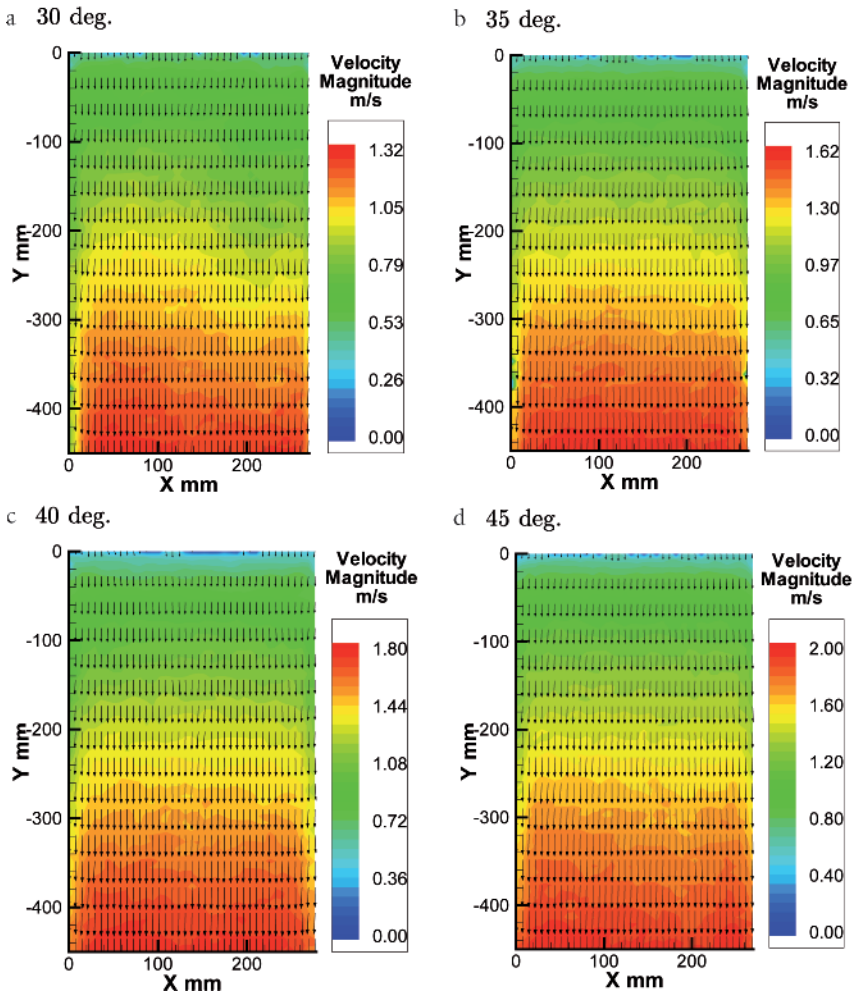 a 30 deg.
Velocity
Magnitude
m/s
1.32
1.05
0.79
0.53
0.26
0.00
0
-100
-200
-300
-400
Y mm
0 100 200
X mm
b 35 deg.
Velocity
Magnitude
m/s
1.62
1.30
0.97
0.65
0.32
0.00
0
-100
-200
-300
-400
Y mm
0 100 200
X mm
c 40 deg.
Velocity
Magnitude
m/s
1.80
1.44
1.08
0.72
0.36
0.00
0
-100
-200
-300
-400
Y mm
0 100 200
X mm
d 45 deg.
Velocity
Magnitude
m/s
2.00
1.60
1.20
0.80
0.40
0.00
0
-100
-200
-300
-400
Y mm
0 100 200
X mm